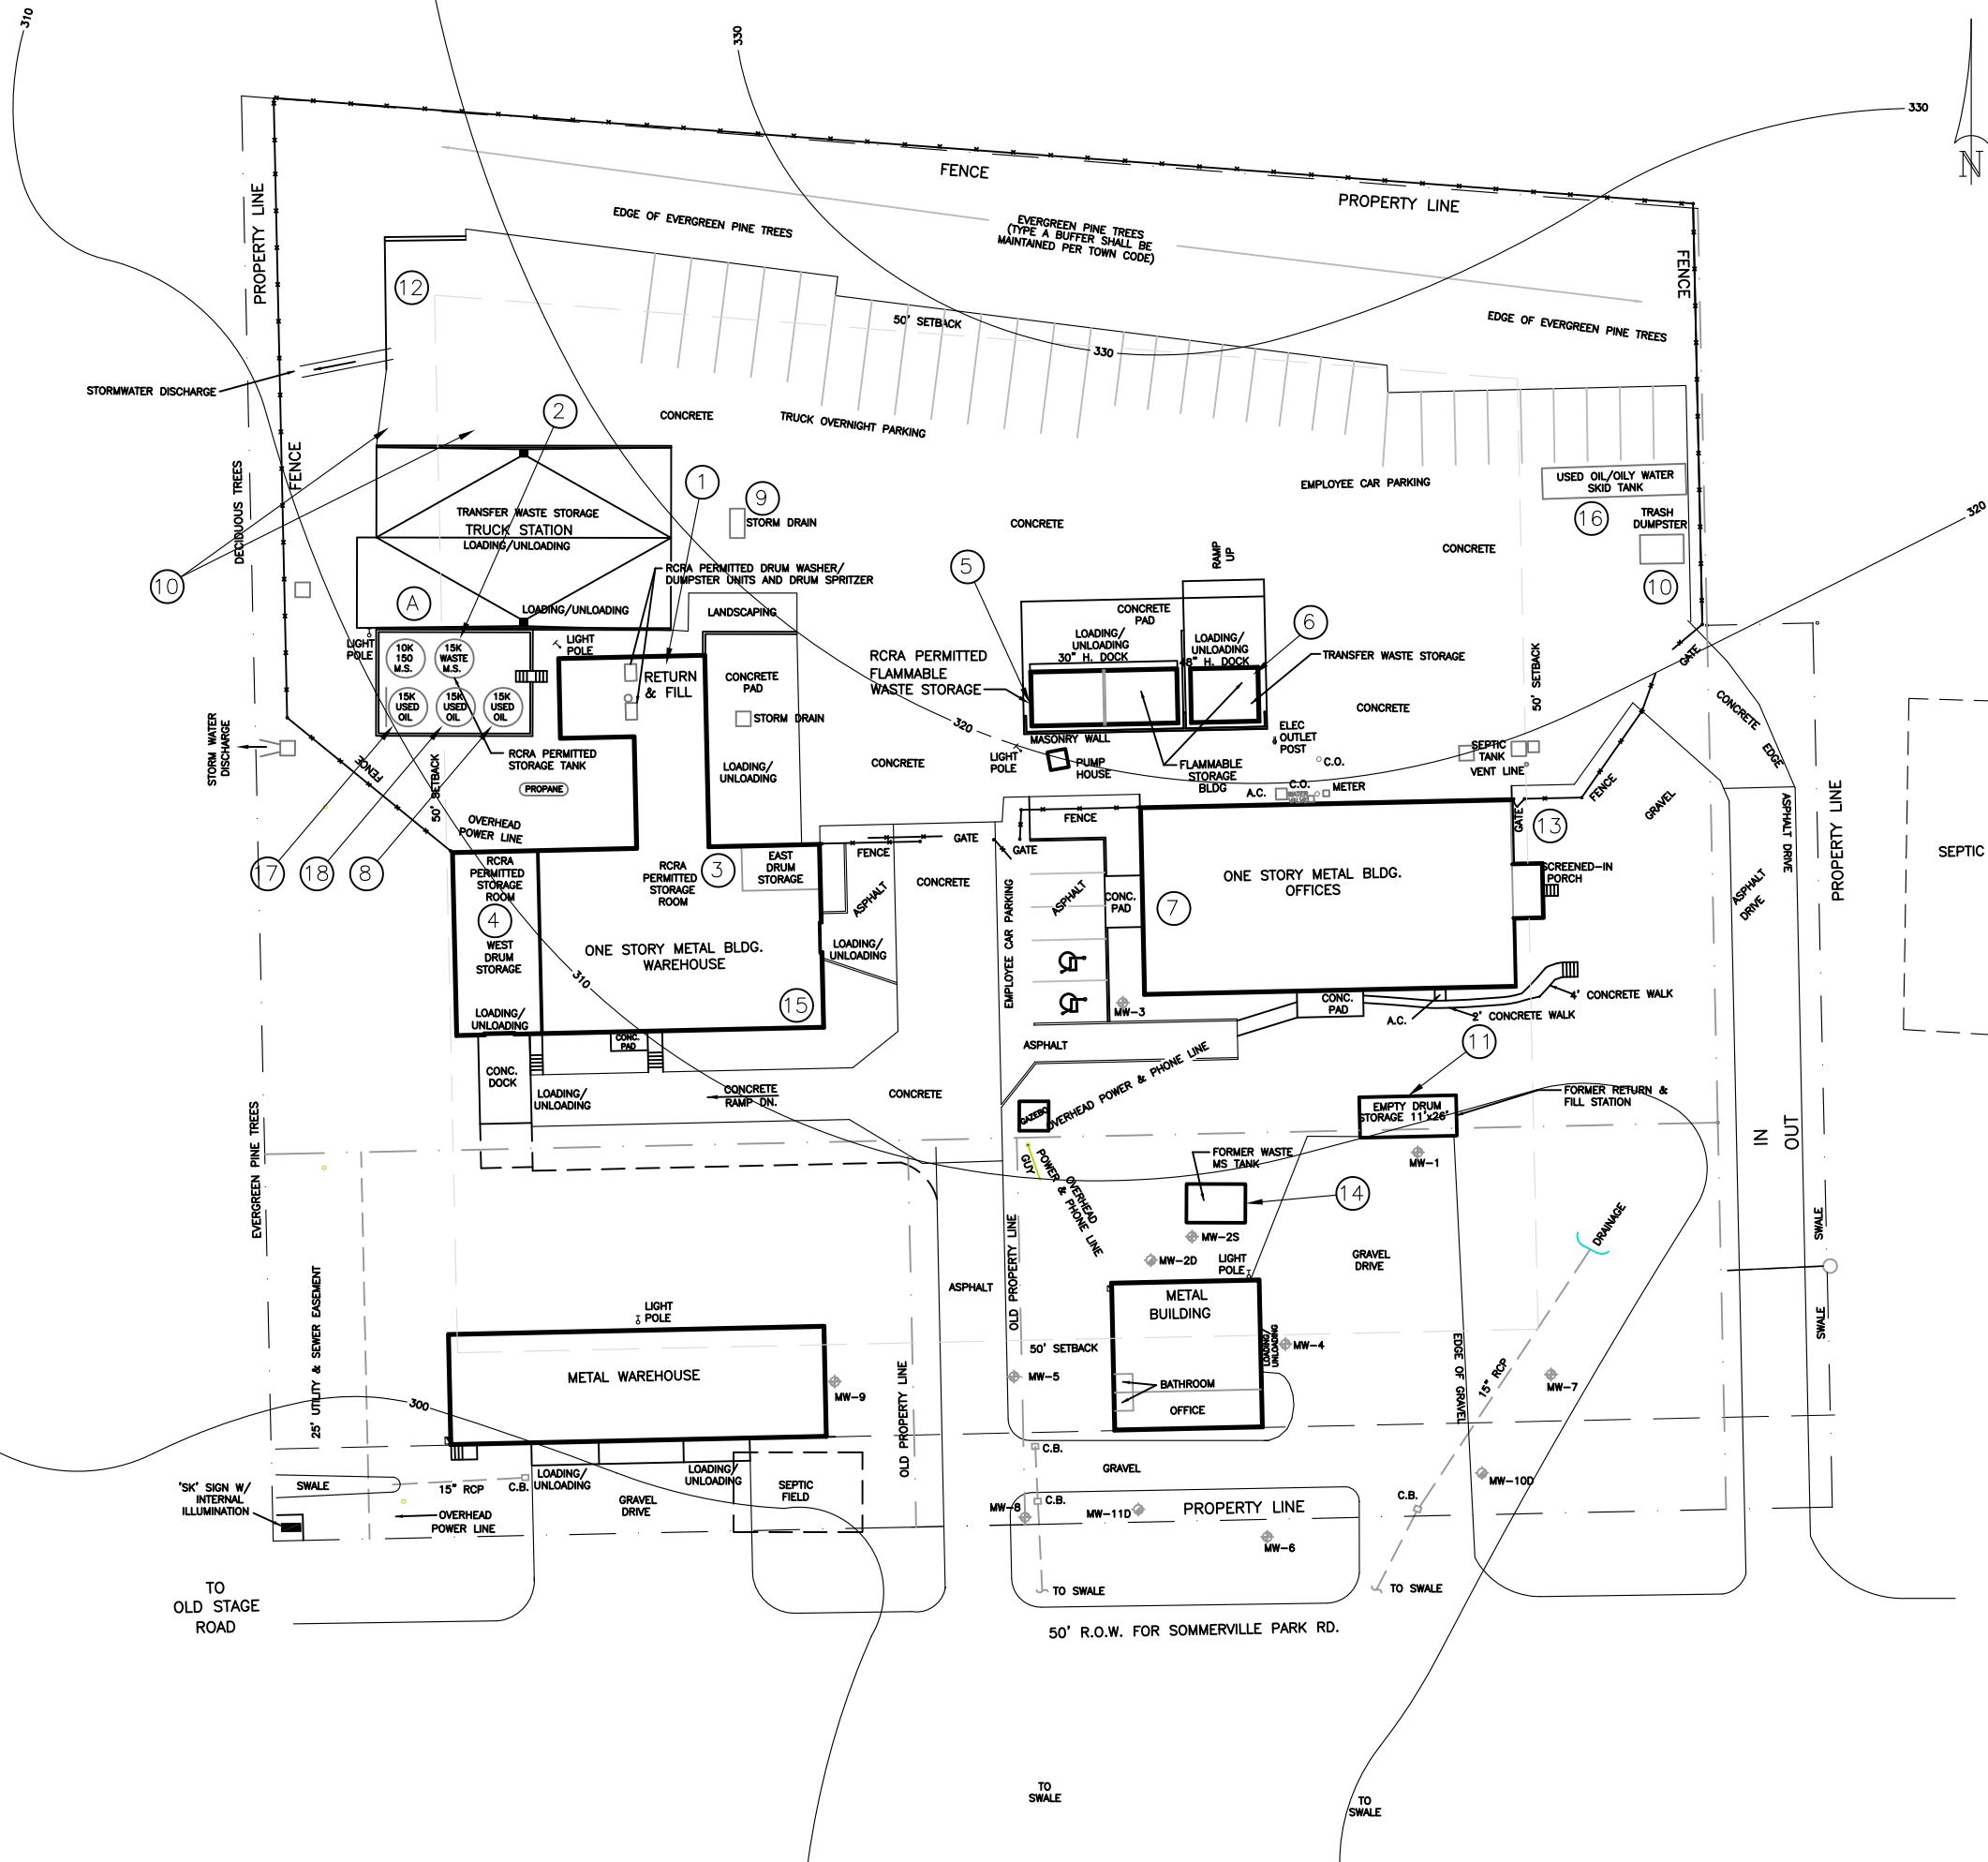 310
330
330
N
FENCE
PROPERTY LINE
PROPERTY LINE
EDGE OF EVERGREEN PINE TREES
EVERGREEN PINE TREES
(TYPE A BUFFER SHALL BE
MAINTAINED PER TOWN CODE)
FENCE
EDGE OF EVERGREEN PINE TREES
12
50' SETBACK
330
STORMWATER DISCHARGE
2
CONCRETE
TRUCK OVERNIGHT PARKING
FENCE
DECIDUOUS TREES
1
9
STORM DRAIN
CONCRETE
EMPLOYEE CAR PARKING
USED OIL/OILY WATER
SKID TANK
16
TRASH
DUMPSTER
320
TRANSFER WASTE STORAGE
TRUCK STATION
LOADING/UNLOADING
CONCRETE
RAMP
UP
10
A
5
10
RCRA PERMITTED DRUM WASHER/
DUMPSTER UNITS AND DRUM SPRITZER
LOADING/UNLOADING
LANDSCAPING
CONCRETE
PAD
6
LIGHT
POLE
10K
150
M.S.
15K
WASTE
M.S.
LIGHT
POLE
LOADING/
UNLOADING
30" H. DOCK
LOADING/
UNLOADING
48" H. DOCK
TRANSFER WASTE STORAGE
RCRA PERMITTED
FLAMMABLE
WASTE STORAGE
RETURN
& FILL
CONCRETE
PAD
50' SETBACK
GATE
15K
USED
OIL
15K
USED
OIL
15K
USED
OIL
STORM DRAIN
320
CONCRETE
CONCRETE
EDGE
STORM WATER
DISCHARGE
FENCE
RCRA PERMITTED
STORAGE TANK
PROPANE
50' SETBACK
LOADING/
UNLOADING
CONCRETE
MASONRY WALL
LIGHT
POLE
PUMP
HOUSE
FLAMMABLE
STORAGE
BLDG
ELEC
OUTLET
POST
C.O.
SEPTIC
TANK
VENT LINE
A.C.
C.O.
WATER
VALVE
METER
FENCE
GRAVEL
ASPHALT DRIVE
PROPERTY LINE
OVERHEAD
POWER LINE
FENCE
GATE
GATE
FENCE
GATE
13
17
18
8
RCRA
PERMITTED
STORAGE
ROOM
4
WEST
DRUM
STORAGE
RCRA
PERMITTED
STORAGE
ROOM
3
EAST
DRUM
STORAGE
ASPHALT
CONCRETE
EMPLOYEE CAR PARKING
ASPHALT
CONC.
PAD
7
ONE STORY METAL BLDG.
OFFICES
SCREENED-IN
PORCH
ASPHALT
DRIVE
SEPTIC
ONE STORY METAL BLDG.
WAREHOUSE
310
LOADING/
UNLOADING
15
LOADING/
UNLOADING
MW-3
CONC.
PAD
A.C.
4' CONCRETE WALK
2' CONCRETE WALK
CONC.
PAD
ASPHALT
11
CONC.
DOCK
LOADING/
UNLOADING
CONCRETE
RAMP DN.
CONCRETE
GAZEBO
OVERHEAD POWER & PHONE LINE
EMPTY DRUM
STORAGE 11'x26'
FORMER RETURN &
FILL STATION
IN
OUT
EVERGREEN PINE TREES
GUY
OVERHEAD
POWER & PHONE LINE
FORMER WASTE
MS TANK
MW-1
14
MW-2S
MW-2D
LIGHT
POLE
GRAVEL
DRIVE
DRAINAGE
SWALE
ASPHALT
OLD PROPERTY LINE
25' UTILITY & SEWER EASEMENT
LIGHT
POLE
METAL
BUILDING
LOADING/
UNLOADING
MW-4
50' SETBACK
MW-5
BATHROOM
OFFICE
EDGE OF GRAVEL
15" RCP
MW-7
SWALE
METAL WAREHOUSE
MW-9
OLD PROPERTY LINE
300
C.B.
GRAVEL
MW-10D
'SK' SIGN W/
INTERNAL
ILLUMINATION
SWALE
15" RCP
C.B.
LOADING/
UNLOADING
LOADING/
UNLOADING
SEPTIC
FIELD
GRAVEL
DRIVE
OVERHEAD
POWER LINE
MW-8
C.B.
MW-11D
PROPERTY LINE
C.B.
MW-6
TO SWALE
TO SWALE
TO
OLD STAGE
ROAD
50' R.O.W. FOR SOMMERVILLE PARK RD.
TO
SWALE
TO
SWALE